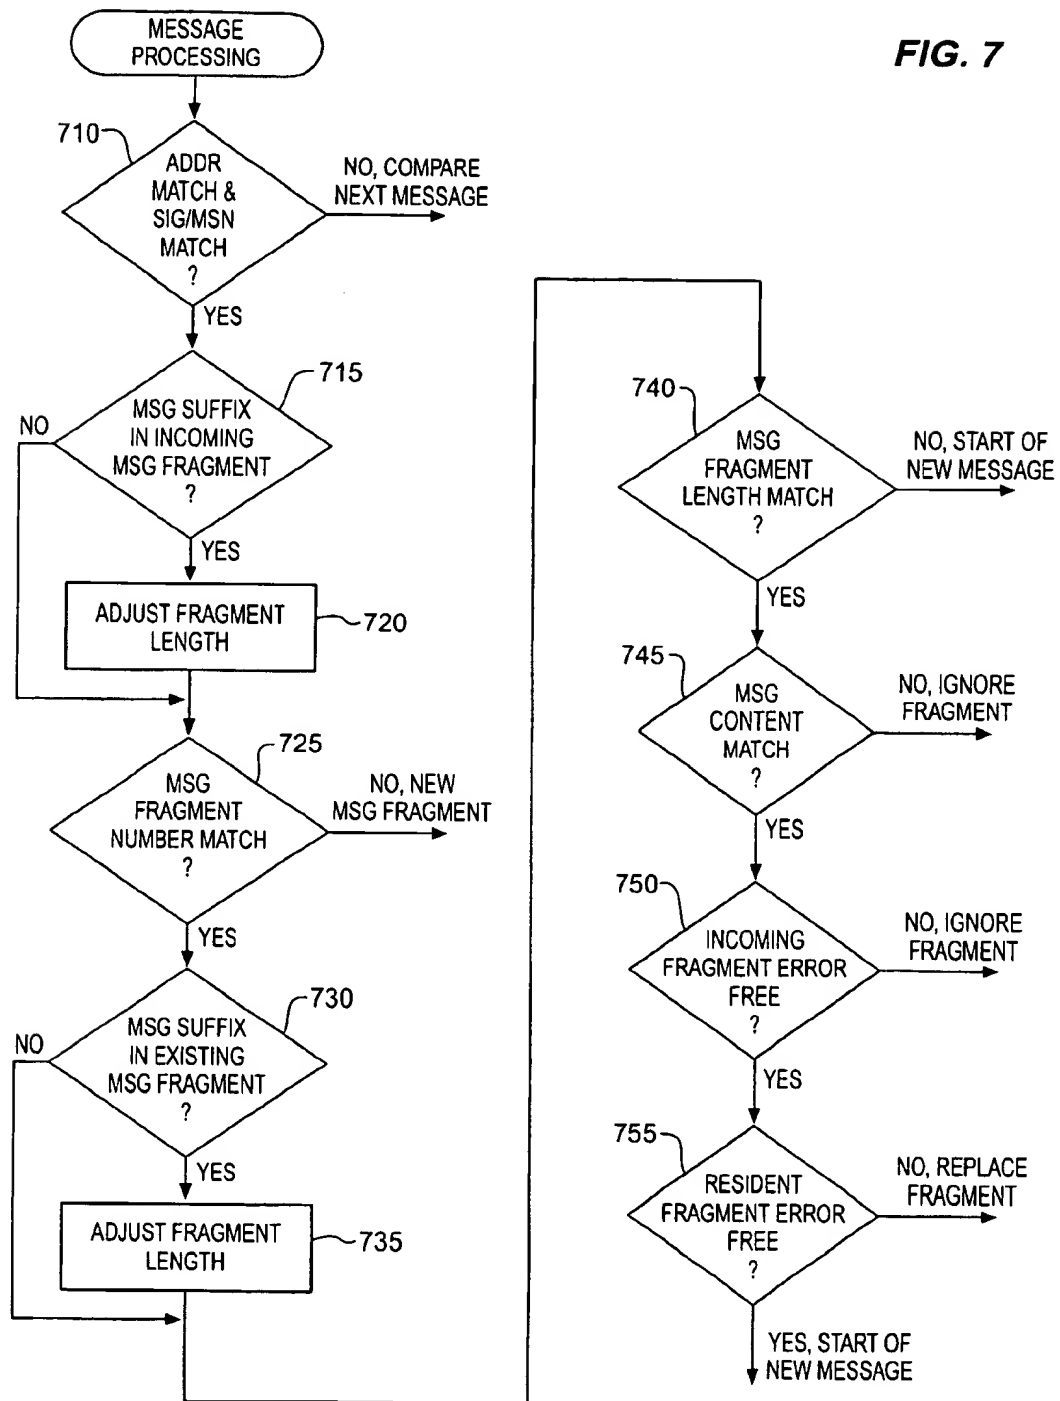 MESSAGE
PROCESSING
FIG. 7
710
ADDR
MATCH &
SIG/MSN
MATCH
?
NO, COMPARE
NEXT MESSAGE
YES
715
NO
MSG SUFFIX
IN INCOMING
MSG FRAGMENT
?
YES
ADJUST FRAGMENT
LENGTH
720
725
MSG
FRAGMENT
NUMBER MATCH
?
NO, NEW
MSG FRAGMENT
YES
730
NO
MSG SUFFIX
IN EXISTING
MSG FRAGMENT
?
YES
ADJUST FRAGMENT
LENGTH
735
740
MSG
FRAGMENT
LENGTH MATCH
?
NO, START OF
NEW MESSAGE
YES
745
MSG
CONTENT
MATCH
?
NO, IGNORE
FRAGMENT
YES
750
INCOMING
FRAGMENT ERROR
FREE
?
NO, IGNORE
FRAGMENT
YES
755
RESIDENT
FRAGMENT ERROR
FREE
?
NO, REPLACE
FRAGMENT
YES, START OF
NEW MESSAGE